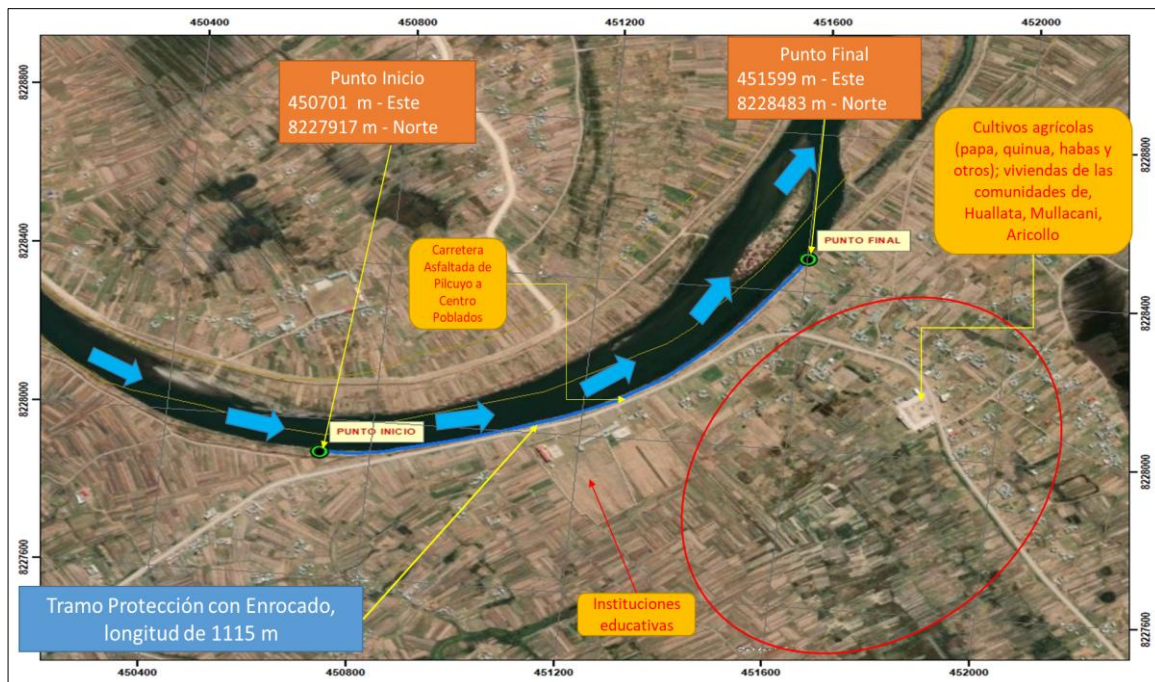 450400
450800
451200
451600
452000
Punto Inicio
450701 m - Este
8227917 m - Norte
Punto Final
451599 m - Este
8228483 m - Norte
Cultivos agrícolas
(papa, quinua, habas y
otros); viviendas de las
comunidades de,
Huallata, Mullacani,
Aricollo
8228800
8228400
8228000
8227600
8228800
8228400
8228000
8227600
Carretera
Asfaltada de
Pilcuyo a
Centro
Poblados
PUNTO FINAL
PUNTO INICIO
Tramo Protección con Enrocado,
longitud de 1115 m
Instituciones
educativas
450400
450800
451200
451600
452000